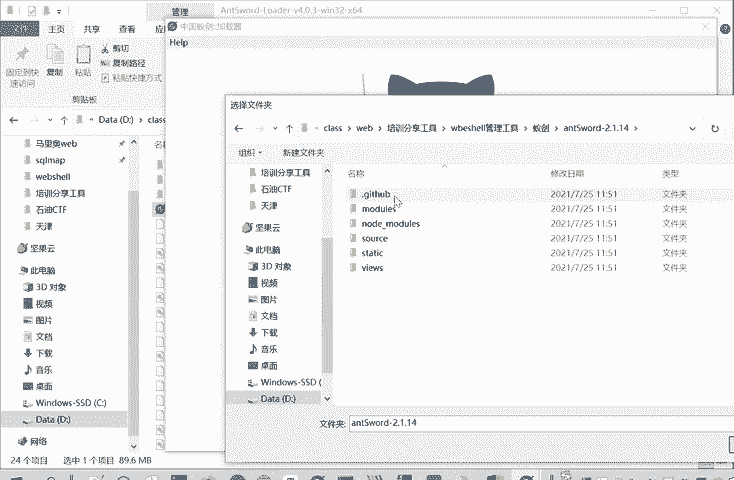 管理
AntSword-Loader-v4.0.3-win32-x64
文件
主页
共享
查看
中国蚁剑::加载器
Help
固定到快
速访问
复制
粘贴
剪切
复制路径
粘贴快捷方式
剪贴板
Data (D:) › class
马里奥web
sqlmap
webshell
培训分享工具
石油CTF
天津
坚果云
此电脑
3D 对象
视频
图片
文档
下载
音乐
桌面
Windows-SSD (C:)
Data (D:)
网络
24 个项目 选中 1 个项目 89.6 MB
选择文件夹
class › web › 培训分享工具 › wbeshell管理工具 › 蚁剑 › antSword-2.1.14 ›
组织
新建文件夹
培训分享工具
石油CTF
天津
坚果云
此电脑
3D 对象
视频
图片
文档
下载
音乐
桌面
Windows-SSD (
Data (D:)
名称 修改日期 类型
.github 2021/7/25 11:51 文件夹
modules 2021/7/25 11:51 文件夹
node_modules 2021/7/25 11:51 文件夹
source 2021/7/25 11:51 文件夹
static 2021/7/25 11:51 文件夹
views 2021/7/25 11:51 文件夹
文件夹: antSword-2.1.14